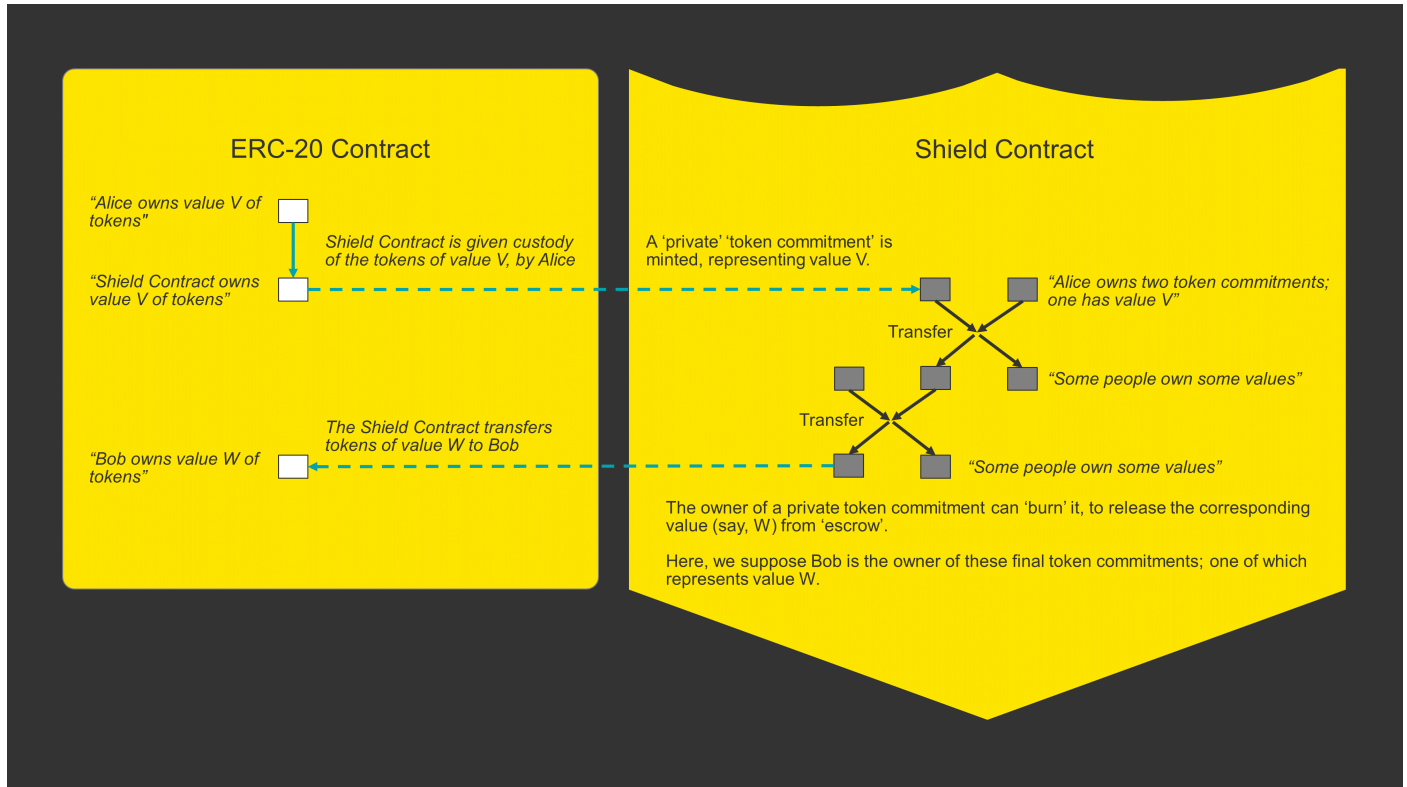 ERC-20 Contract
“Alice owns value V of
tokens"
Shield Contract is given custody
of the tokens of value V, by Alice
“Shield Contract owns
value V of tokens”
The Shield Contract transfers
tokens of value W to Bob
“Bob owns value W of
tokens”
Shield Contract
A ‘private’ ‘token commitment’ is
minted, representing value V.
“Alice owns two token commitments;
one has value V”
Transfer
“Some people own some values”
Transfer
“Some people own some values”
The owner of a private token commitment can ‘burn’ it, to release the corresponding
value (say, W) from ‘escrow’.
Here, we suppose Bob is the owner of these final token commitments; one of which
represents value W.